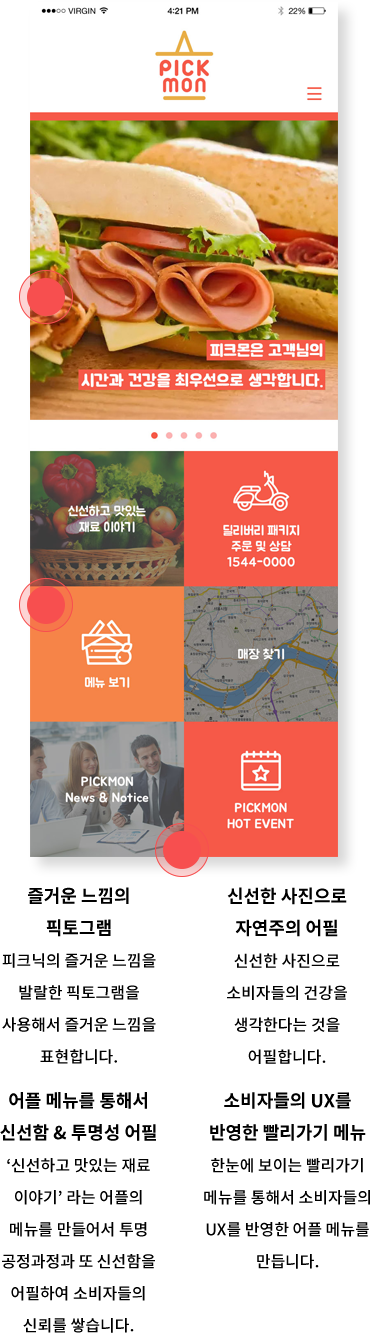 VIRGIN
4:21 PM
22%
PICK
mon
피크몬은 고객님의
시간과 건강을 최우선으로 생각합니다.
신선하고 맛있는
재료 이야기
딜리버리 패키지
주문 및 상담
1544-0000
메뉴 보기
매장 찾기
PICKMON
News & Notice
PICKMON
HOT EVENT
즐거운 느낌의
픽토그램
피크닉의 즐거운 느낌을
발랄한 픽토그램을
사용해서 즐거운 느낌을
표현합니다.
신선한 사진으로
자연주의 어필
신선한 사진으로
소비자들의 건강을
생각한다는 것을
어필합니다.
어플 메뉴를 통해서
신선함 & 투명성 어필
‘신선하고 맛있는 재료
이야기’ 라는 어플의
메뉴를 만들어서 투명
공정과정과 또 신선함을
어필하여 소비자들의
신뢰를 쌓습니다.
소비자들의 UX를
반영한 빨리가기 메뉴
한눈에 보이는 빨리가기
메뉴를 통해서 소비자들의
UX를 반영한 어플 메뉴를
만듭니다.